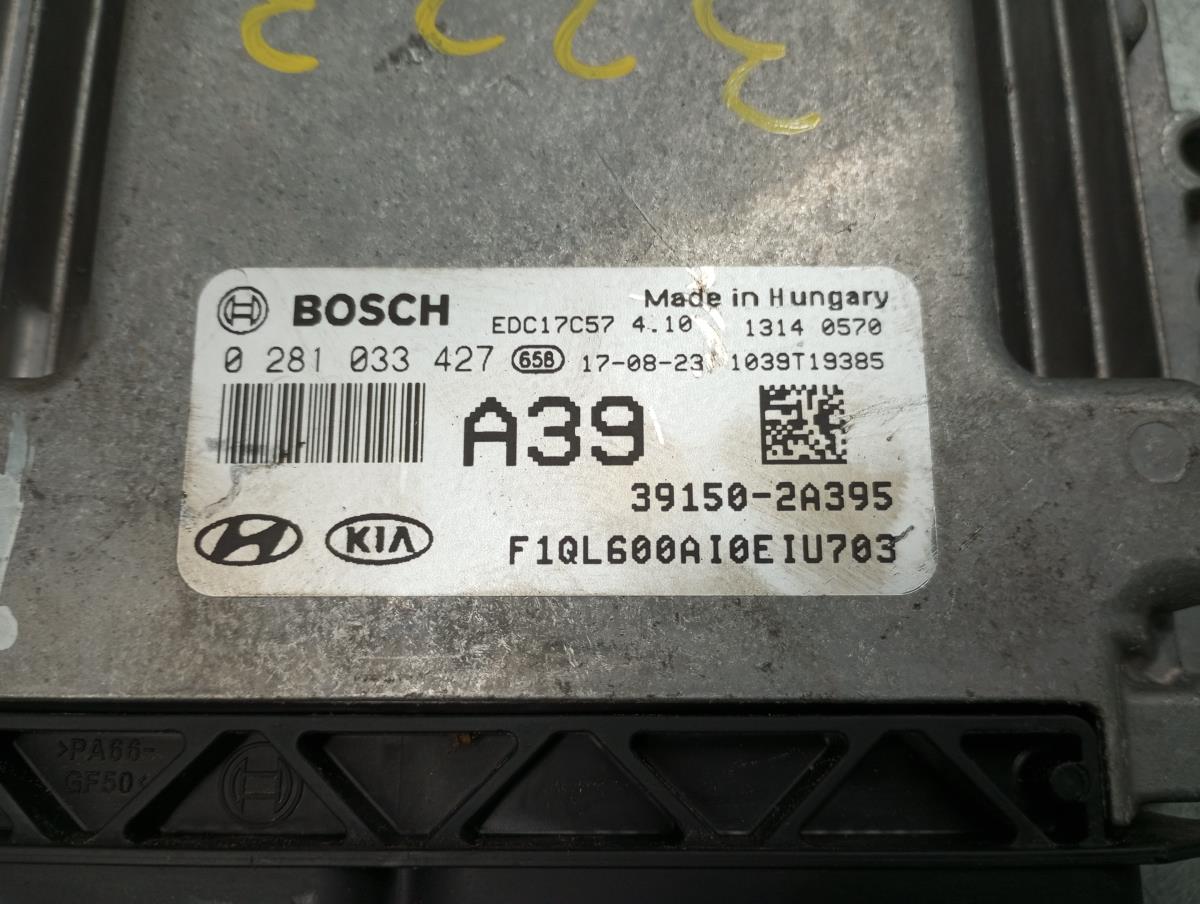 BOSCH
Made in Hungary
EDC17C57 4.10 1314 0570
0 281 033 427 658 17-08-23 1039T19385
A39
39150-2A395
KIA
F1QL600AI0EIU703
>PA66-
GF50<